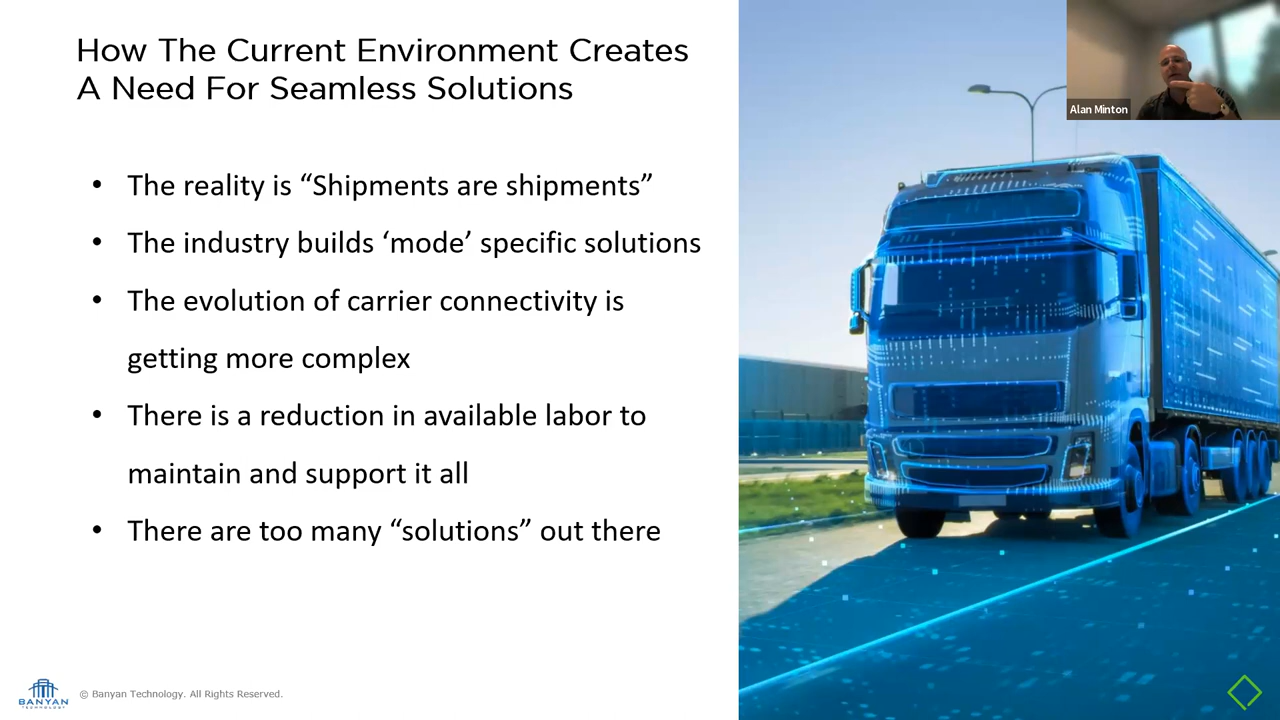 How The Current Environment Creates
A Need For Seamless Solutions
Alan Minton
• The reality is “Shipments are shipments”
• The industry builds ‘mode’ specific solutions
• The evolution of carrier connectivity is
getting more complex
• There is a reduction in available labor to
maintain and support it all
• There are too many “solutions” out there
BANYAN
TECHNOLOGY
© Banyan Technology. All Rights Reserved.